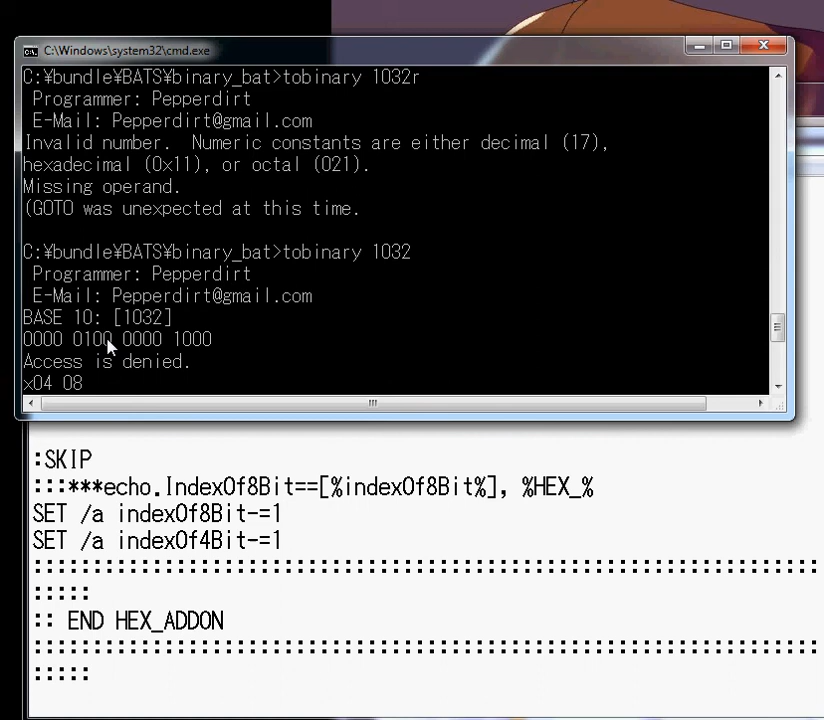 C:\Windows\system32\cmd.exe
C:¥bundle¥BATS¥binary_bat>tobinary 1032r
Programmer: Pepperdirt
E-Mail: Pepperdirt@gmail.com
Invalid number.  Numeric constants are either decimal (17),
hexadecimal (0x11), or octal (021).
Missing operand.
(GOTO was unexpected at this time.
C:¥bundle¥BATS¥binary_bat>tobinary 1032
Programmer: Pepperdirt
E-Mail: Pepperdirt@gmail.com
BASE 10: [1032]
0000 0100 0000 1000
Access is denied.
x04 08
:SKIP
:::***echo.IndexOf8Bit==[%indexOf8Bit%], %HEX_%
SET /a indexOf8Bit-=1
SET /a indexOf4Bit-=1
:::::::::::::::::::::::::::::::::::::::::::::::::::::::::::::::::::
:::::
:: END HEX_ADDON
:::::::::::::::::::::::::::::::::::::::::::::::::::::::::::::::::::
:::::